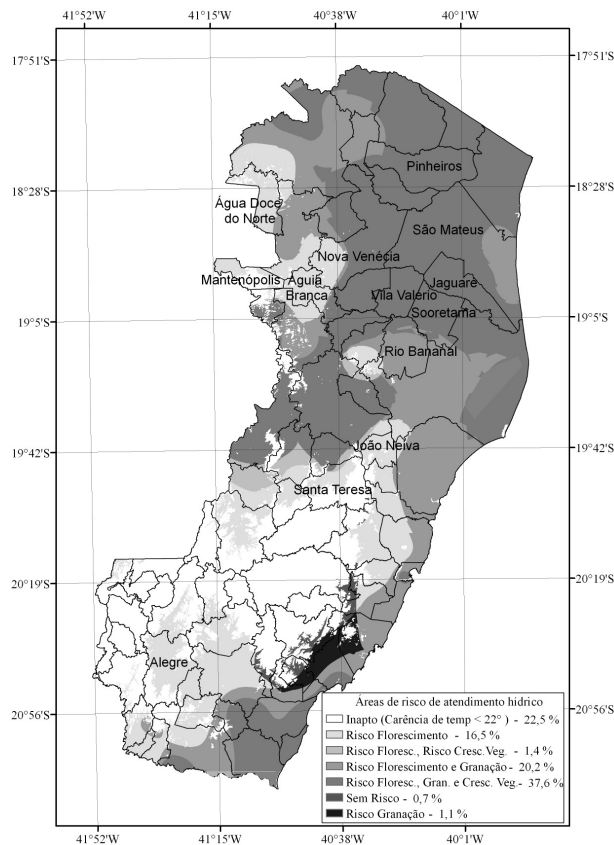 41°52'W 41°15'W 40°38'W 40°1'W
17°51'S 17°51'S
Pinheiros
18°28'S 18°28'S
Água Doce
do Norte
São Mateus
Nova Venécia
Mantenópolis
Águia
Branca
Jaguaré
Vila Valério
Sooretama
19°5'S 19°5'S
Rio Bananal
João Neiva
19°42'S 19°42'S
Santa Teresa
20°19'S 20°19'S
Alegre
20°56'S 20°56'S
Áreas de risco de atendimento hídrico
Inapto (Carência de temp < 22° ) - 22,5 %
Risco Florescimento - 16,5 %
Risco Floresc., Risco Cresc.Veg. - 1,4 %
Risco Florescimento e Granação - 20,2 %
Risco Floresc., Gran. e Cresc. Veg.- 37,6 %
Sem Risco - 0,7 %
Risco Granação - 1,1 %
41°52'W 41°15'W 40°38'W 40°1'W